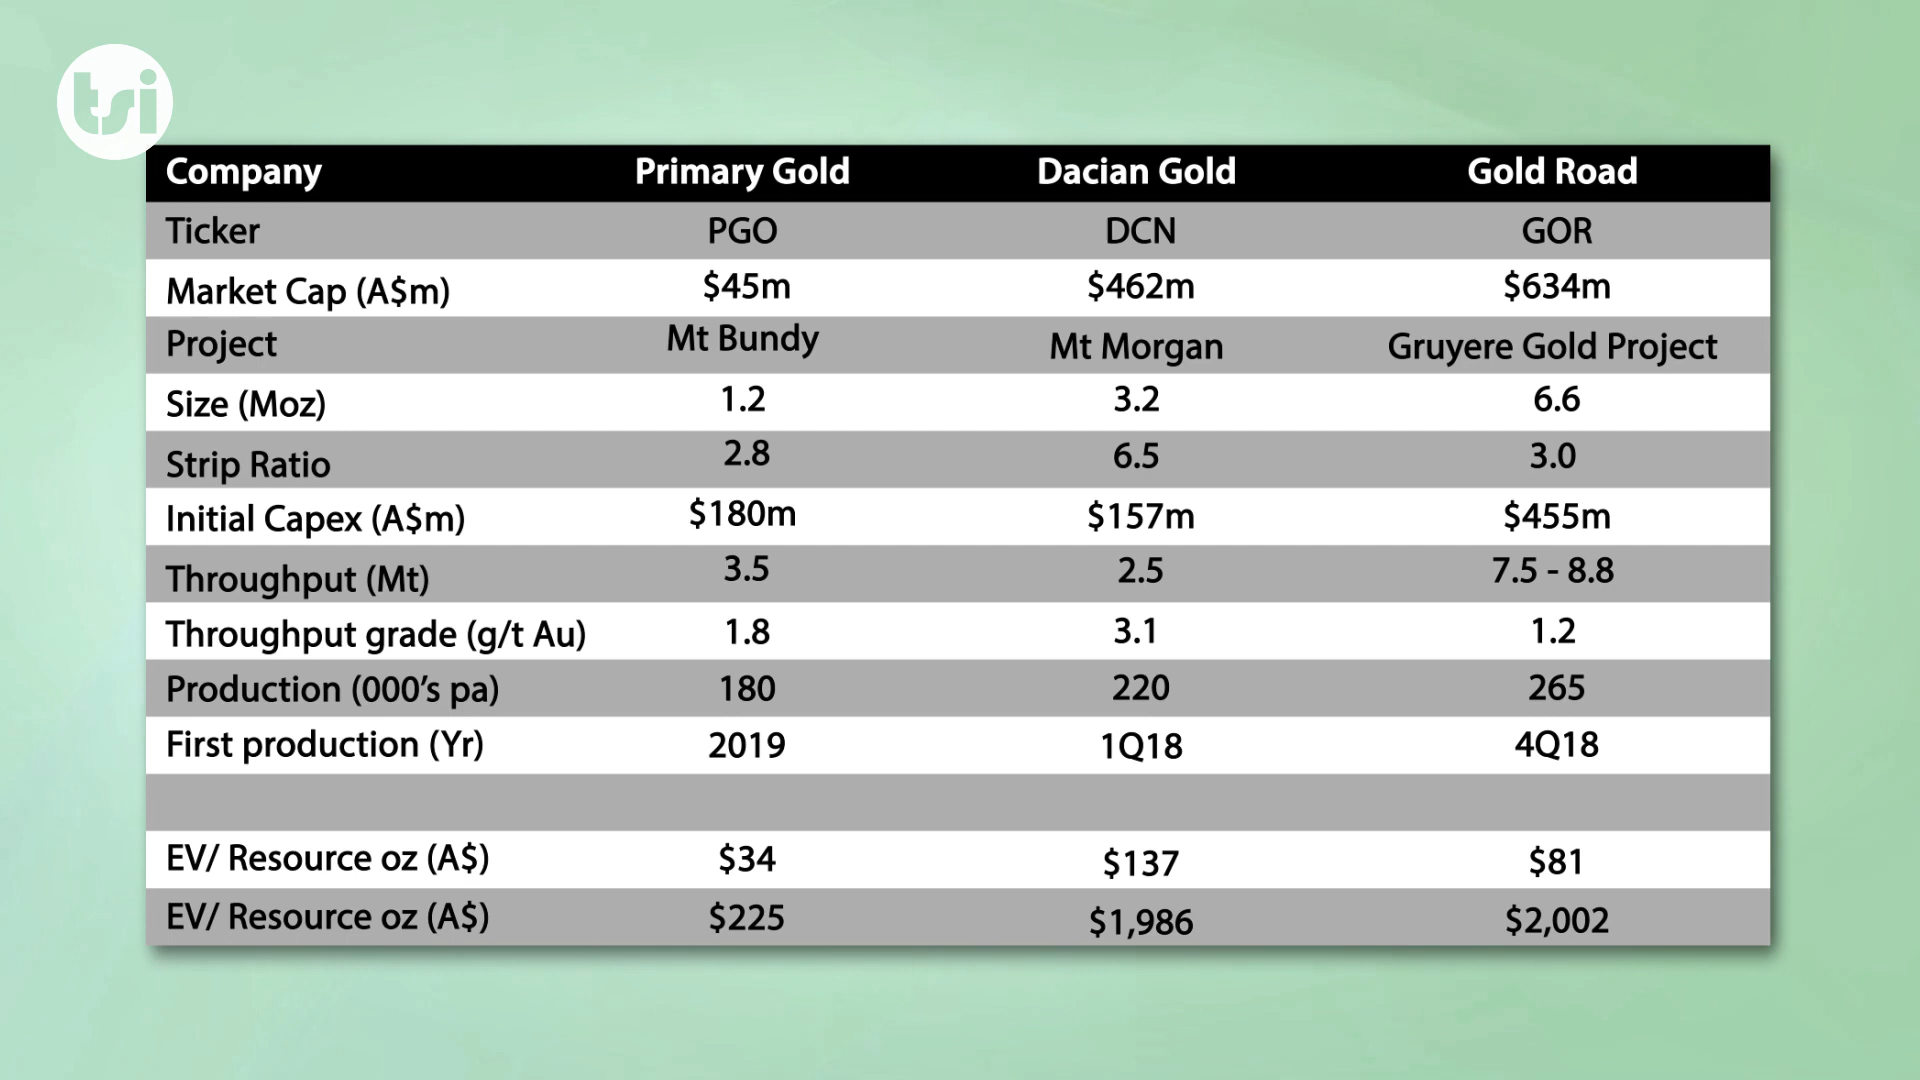 tsi
Company Primary Gold Dacian Gold Gold Road
Ticker PGO DCN GOR
Market Cap (A$m) $45m $462m $634m
Project Mt Bundy Mt Morgan Gruyere Gold Project
Size (Moz) 1.2 3.2 6.6
Strip Ratio 2.8 6.5 3.0
Initial Capex (A$m) $180m $157m $455m
Throughput (Mt) 3.5 2.5 7.5 - 8.8
Throughput grade (g/t Au) 1.8 3.1 1.2
Production (000’s pa) 180 220 265
First production (Yr) 2019 1Q18 4Q18
EV/ Resource oz (A$) $34 $137 $81
EV/ Resource oz (A$) $225 $1,986 $2,002